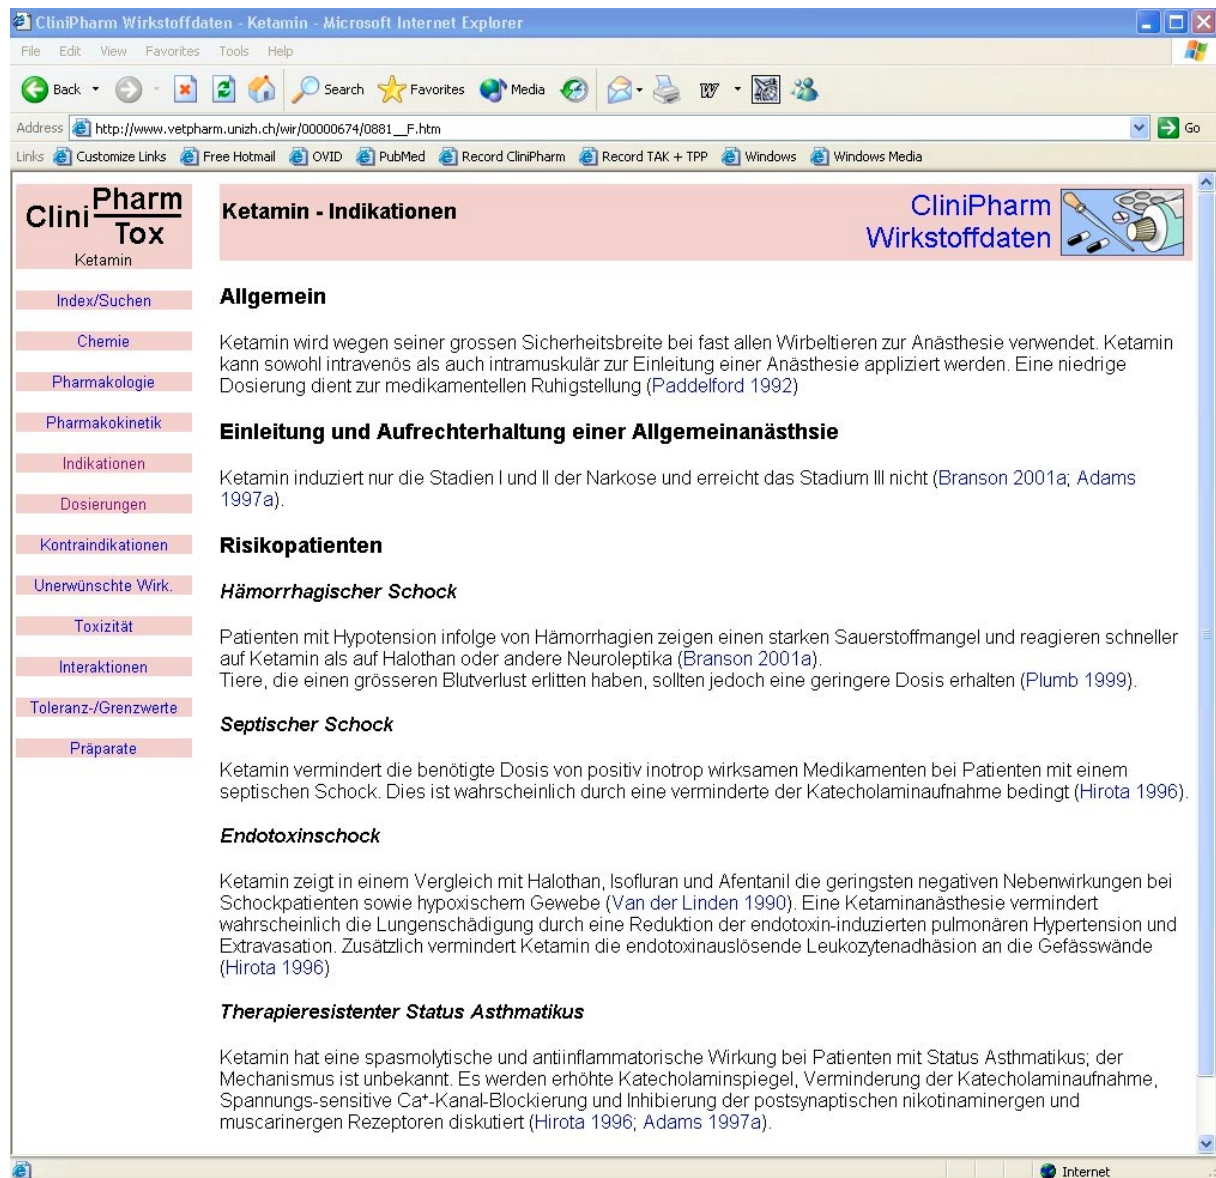 CliniPharm Wirkstoffdaten - Ketamin - Microsoft Internet Explorer
File Edit View Favorites Tools Help
Back Search Favorites Media
Address http://www.vetpharm.unizh.ch/wir/00000674/0881__F.htm Go
Links Customize Links Free Hotmail OVID PubMed Record CliniPharm Record TAK + TPP Windows Windows Media
Clini Pharm
Tox
Ketamin
Index/Suchen
Chemie
Pharmakologie
Pharmakokinetik
Indikationen
Dosierungen
Kontraindikationen
Unerwünschte Wirk.
Toxizität
Interaktionen
Toleranz-/Grenzwerte
Präparate
Ketamin - Indikationen
CliniPharm
Wirkstoffdaten
Allgemein
Ketamin wird wegen seiner grossen Sicherheitsbreite bei fast allen Wirbeltieren zur Anästhesie verwendet. Ketamin
kann sowohl intravenös als auch intramuskulär zur Einleitung einer Anästhesie appliziert werden. Eine niedrige
Dosierung dient zur medikamentellen Ruhigstellung (Paddelford 1992)
Einleitung und Aufrechterhaltung einer Allgemeinanästhsie
Ketamin induziert nur die Stadien I und II der Narkose und erreicht das Stadium III nicht (Branson 2001a; Adams
1997a).
Risikopatienten
Hämorrhagischer Schock
Patienten mit Hypotension infolge von Hämorrhagien zeigen einen starken Sauerstoffmangel und reagieren schneller
auf Ketamin als auf Halothan oder andere Neuroleptika (Branson 2001a).
Tiere, die einen grösseren Blutverlust erlitten haben, sollten jedoch eine geringere Dosis erhalten (Plumb 1999).
Septischer Schock
Ketamin vermindert die benötigte Dosis von positiv inotrop wirksamen Medikamenten bei Patienten mit einem
septischen Schock. Dies ist wahrscheinlich durch eine verminderte der Katecholaminaufnahme bedingt (Hirota 1996).
Endotoxinschock
Ketamin zeigt in einem Vergleich mit Halothan, Isofluran und Afentanil die geringsten negativen Nebenwirkungen bei
Schockpatienten sowie hypoxischem Gewebe (Van der Linden 1990). Eine Ketaminanästhesie vermindert
wahrscheinlich die Lungenschädigung durch eine Reduktion der endotoxin-induzierten pulmonären Hypertension und
Extravasation. Zusätzlich vermindert Ketamin die endotoxinauslösende Leukozytenadhäsion an die Gefässwände
(Hirota 1996)
Therapieresistenter Status Asthmatikus
Ketamin hat eine spasmolytische und antiinflammatorische Wirkung bei Patienten mit Status Asthmatikus; der
Mechanismus ist unbekannt. Es werden erhöhte Katecholaminspiegel, Verminderung der Katecholaminaufnahme,
Spannungs-sensitive Ca⁺-Kanal-Blockierung und Inhibierung der postsynaptischen nikotinaminergen und
muscarinergen Rezeptoren diskutiert (Hirota 1996; Adams 1997a).
Internet